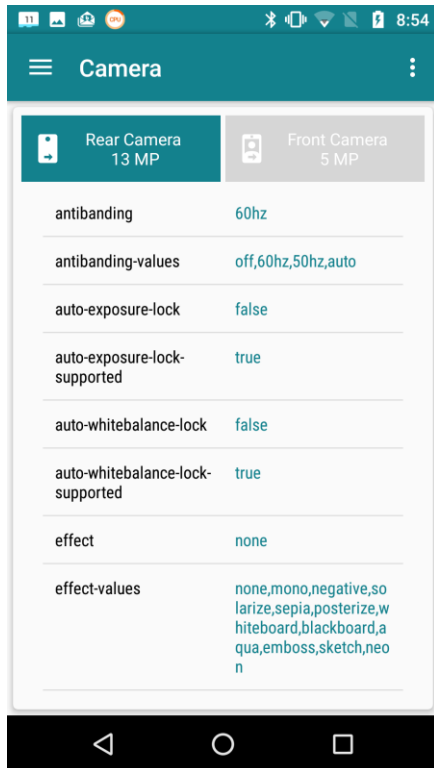 11
CPU
8:54
Camera
Rear Camera
13 MP
Front Camera
5 MP
antibanding
60hz
antibanding-values
off,60hz,50hz,auto
auto-exposure-lock
false
auto-exposure-lock-
supported
true
auto-whitebalance-lock
false
auto-whitebalance-lock-
supported
true
effect
none
effect-values
none,mono,negative,so
larize,sepia,posterize,w
hiteboard,blackboard,a
qua,emboss,sketch,neo
n